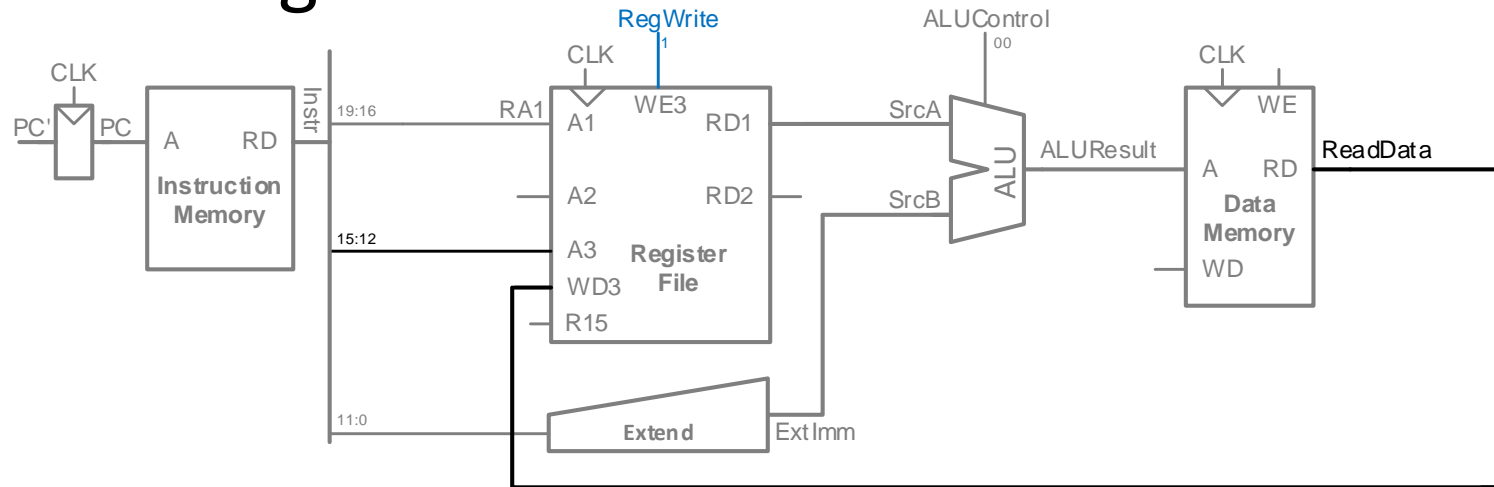 g
RegWrite
1
ALUControl
00
CLK
CLK
CLK
PC'
PC
A
RD
Instruction
Memory
Instr
19:16
RA1
A1
WE3
RD1
SrcA
A2
RD2
SrcB
15:12
A3
Register
File
WD3
R15
ALU
ALUResult
WE
A
RD
ReadData
Data
Memory
WD
11:0
Extend
ExtImm